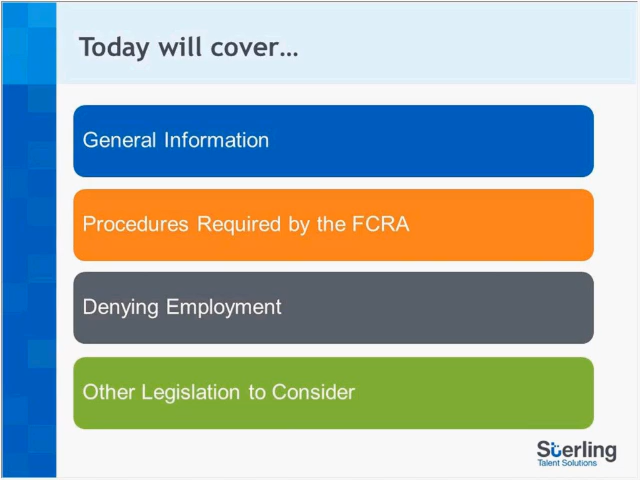 Today will cover…
General Information
Procedures Required by the FCRA
Denying Employment
Other Legislation to Consider
Sterling
Talent Solutions